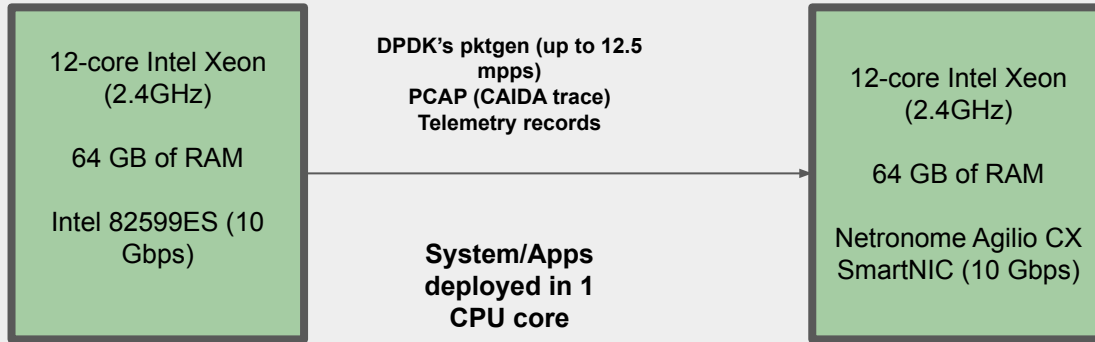 12-core Intel Xeon
(2.4GHz)
64 GB of RAM
Intel 82599ES (10
Gbps)
DPDK’s pktgen (up to 12.5
mpps)
PCAP (CAIDA trace)
Telemetry records
System/Apps
deployed in 1
CPU core
12-core Intel Xeon
(2.4GHz)
64 GB of RAM
Netronome Agilio CX
SmartNIC (10 Gbps)